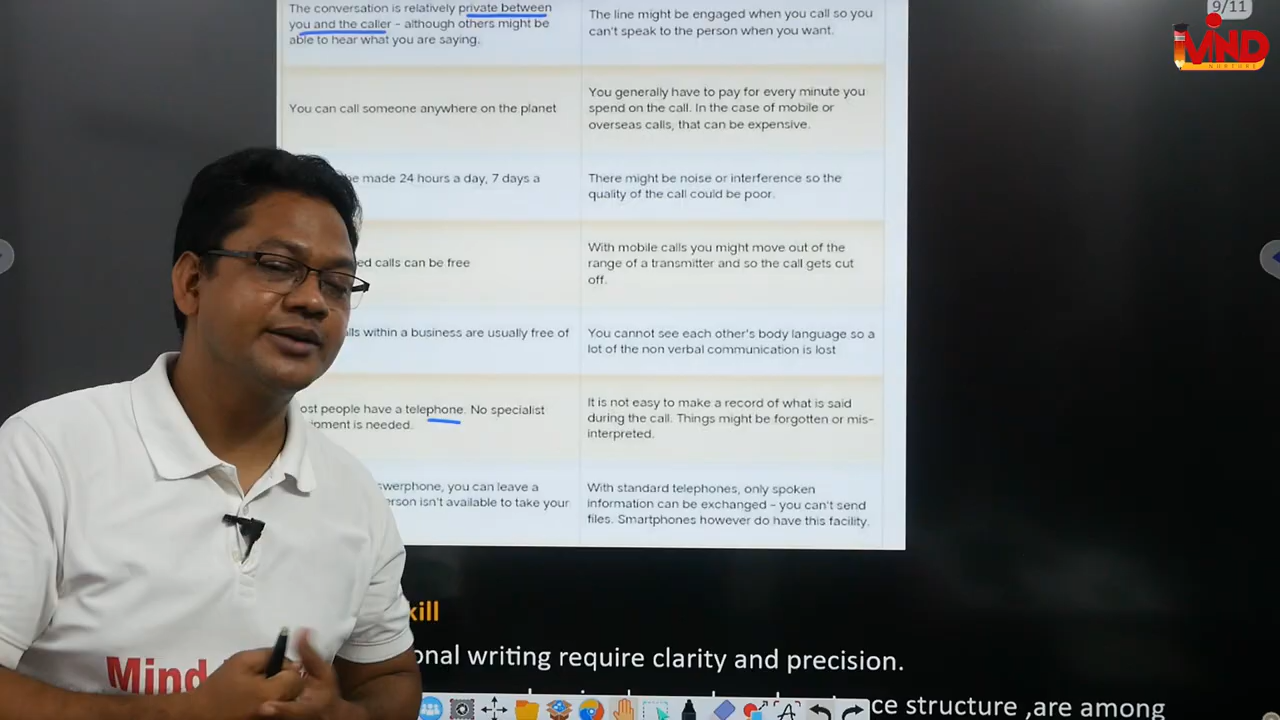 9/11
MIND
NURTURE
The conversation is relatively private between
you and the caller – although others might be
able to hear what you are saying.
The line might be engaged when you call so you
can't speak to the person when you want.
You can call someone anywhere on the planet
You generally have to pay for every minute you
spend on the call. In the case of mobile or
overseas calls, that can be expensive.
made 24 hours a day, 7 days a
There might be noise or interference so the
quality of the call could be poor.
calls can be free
With mobile calls you might move out of the
range of a transmitter and so the call gets cut
off.
within a business are usually free of
You cannot see each other's body language so a
lot of the non verbal communication is lost
people have a telephone. No specialist
is needed.
It is not easy to make a record of what is said
during the call. Things might be forgotten or mis-
interpreted.
you can leave a
isn't available to take your
With standard telephones, only spoken
information can be exchanged – you can't send
files. Smartphones however do have this facility.
writing require clarity and precision.
structure ,are among
Mind